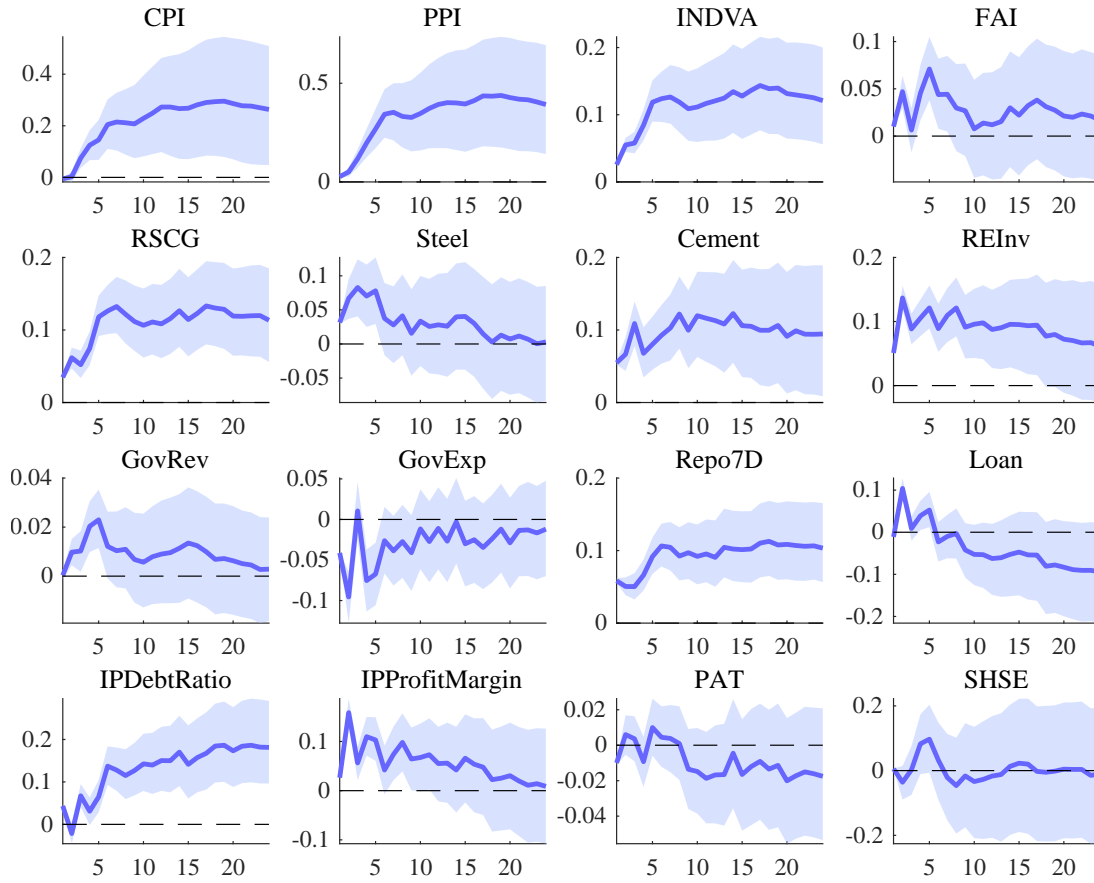 CPI PPI INDVA FAI
0.4 0.2 0
0.5 0
0.2 0.1 0
0.1 0.05 0
5 10 15 20 5 10 15 20 5 10 15 20 5 10 15 20
RSCG Steel Cement REInv
0.2 0.1 0
0.1 0.05 0 -0.05
0.2 0.1 0
0.2 0.1 0
5 10 15 20 5 10 15 20 5 10 15 20 5 10 15 20
GovRev GovExp Repo7D Loan
0.04 0.02 0
0.05 0 -0.05 -0.1
0.2 0.1 0
0.1 0 -0.1 -0.2
5 10 15 20 5 10 15 20 5 10 15 20 5 10 15 20
IPDebtRatio IPProfitMargin PAT SHSE
0.2 0.1 0
0.1 0 -0.1
0.02 0 -0.02 -0.04
0.2 0 -0.2
5 10 15 20 5 10 15 20 5 10 15 20 5 10 15 20